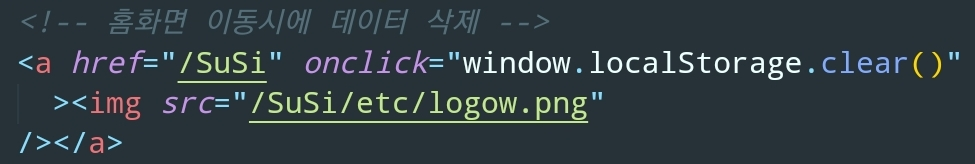 <!-- 홈화면 이동시에 데이터 삭제 -->
<a href="/SuSi" onclick="window.localStorage.clear()"
><img src="/SuSi/etc/logow.png"
/></a>